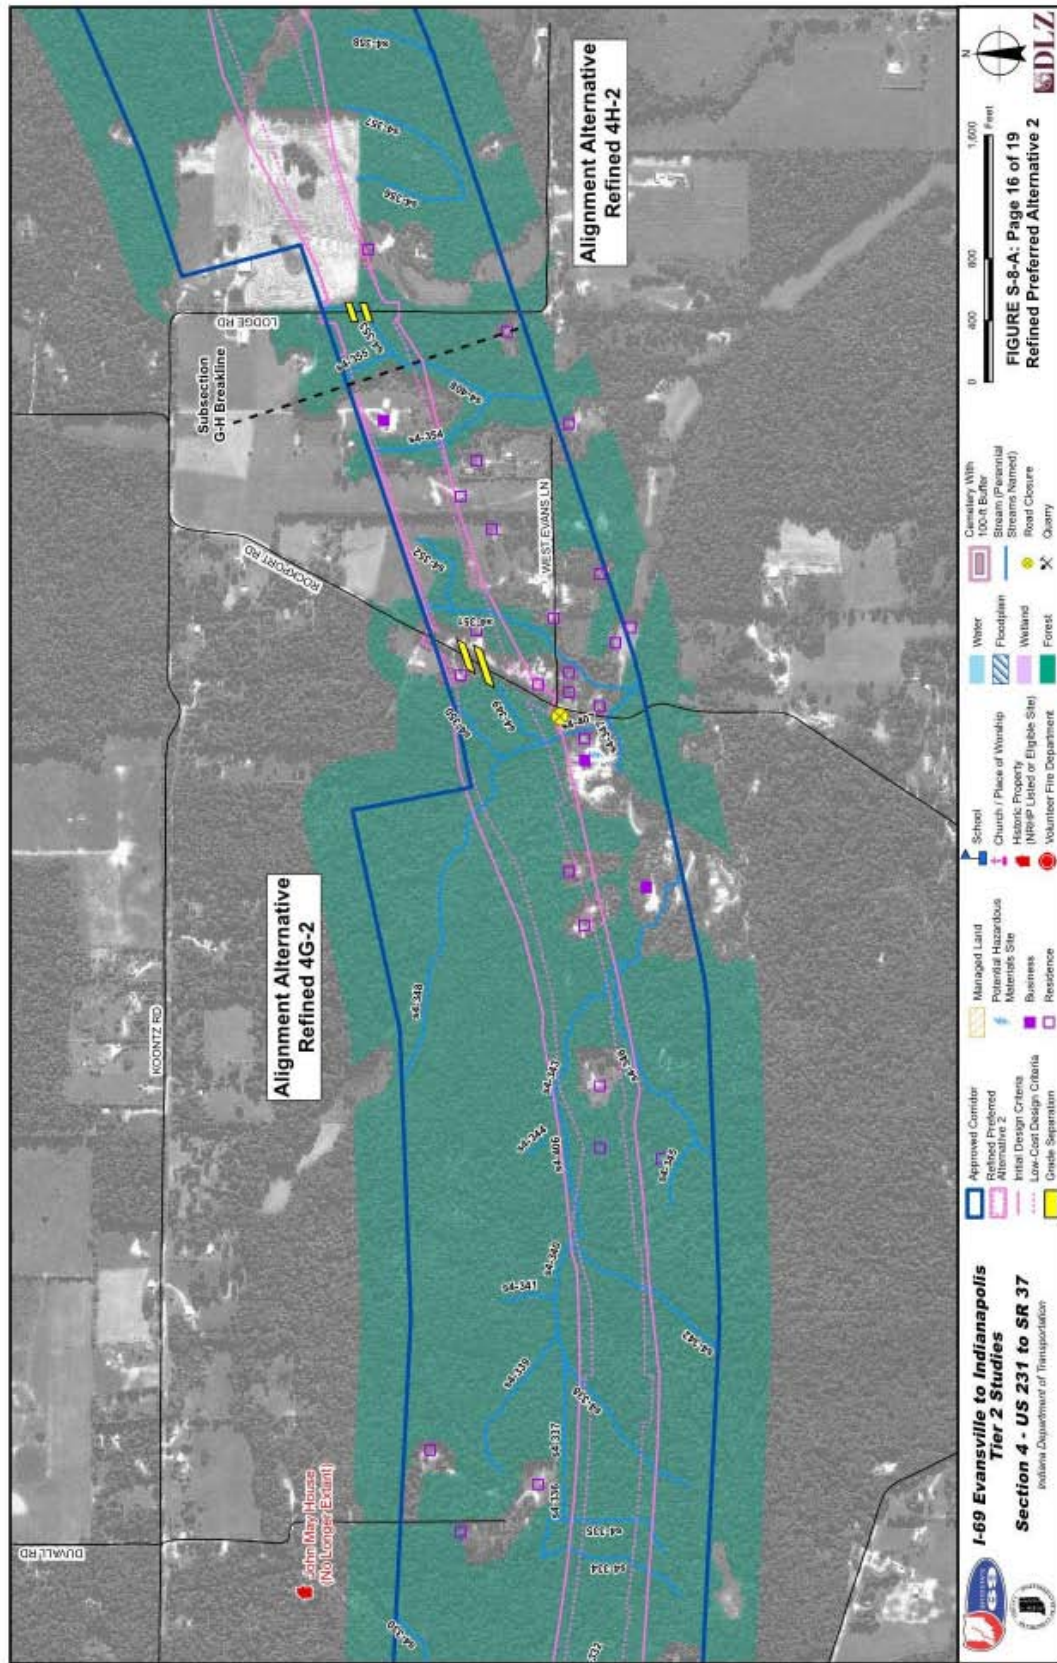 DUVALL RD
John May House
(No Longer Extant)
KOONTZ RD
Alignment Alternative
Refined 4G-2
ROCKPORT RD
Subsection
G-H Breakline
LODGE RD
Alignment Alternative
Refined 4H-2
WEST EVANS LN
s4-330
s4-334
s4-335
s4-336
s4-337
s4-338
s4-339
s4-340
s4-341
s4-342
s4-343
s4-344
s4-345
s4-346
s4-406
s4-348
s4-349
s4-350
s4-351
s4-352
s4-407
s4-354
s4-408
s4-355
s4-353
s4-356
s4-357
s4-358
I-69 Evansville to Indianapolis
Tier 2 Studies
Section 4 - US 231 to SR 37
Indiana Department of Transportation
Approved Corridor
Refined Preferred
Alternative 2
Initial Design Criteria
Low-Cost Design Criteria
Grade Separation
Managed Land
Potential Hazardous
Materials Site
Business
Residence
School
Church / Place of Worship
Historic Property
(NRHP Listed or Eligible Site)
Volunteer Fire Department
Water
Floodplain
Wetland
Forest
Cemetery With
100-ft Buffer
Stream (Perennial
Streams Named)
Road Closure
Quarry
0 400 800 1,600
Feet
N
FIGURE S-8-A: Page 16 of 19
Refined Preferred Alternative 2
DLZ